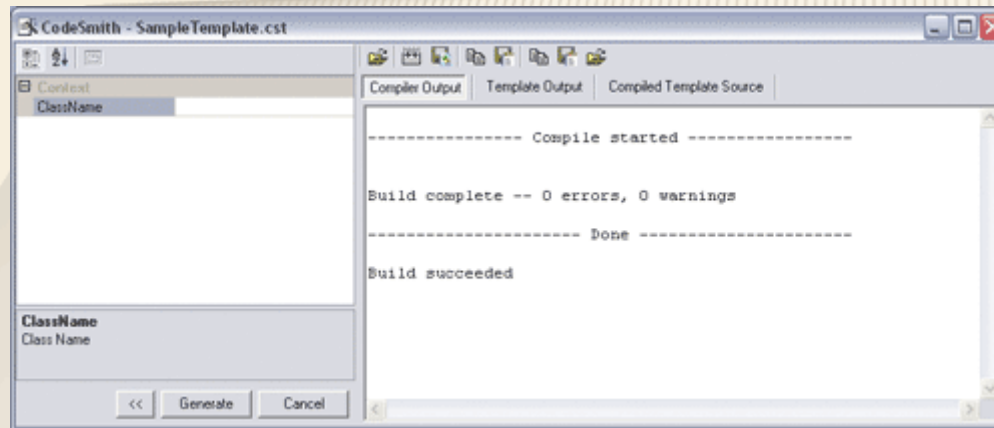 CodeSmith - SampleTemplate.cst
Context
ClassName
ClassName
Class Name
<<
Generate
Cancel
Compiler Output
Template Output
Compiled Template Source
---------------- Compile started -----------------
Build complete -- 0 errors, 0 warnings
---------------------- Done ----------------------
Build succeeded